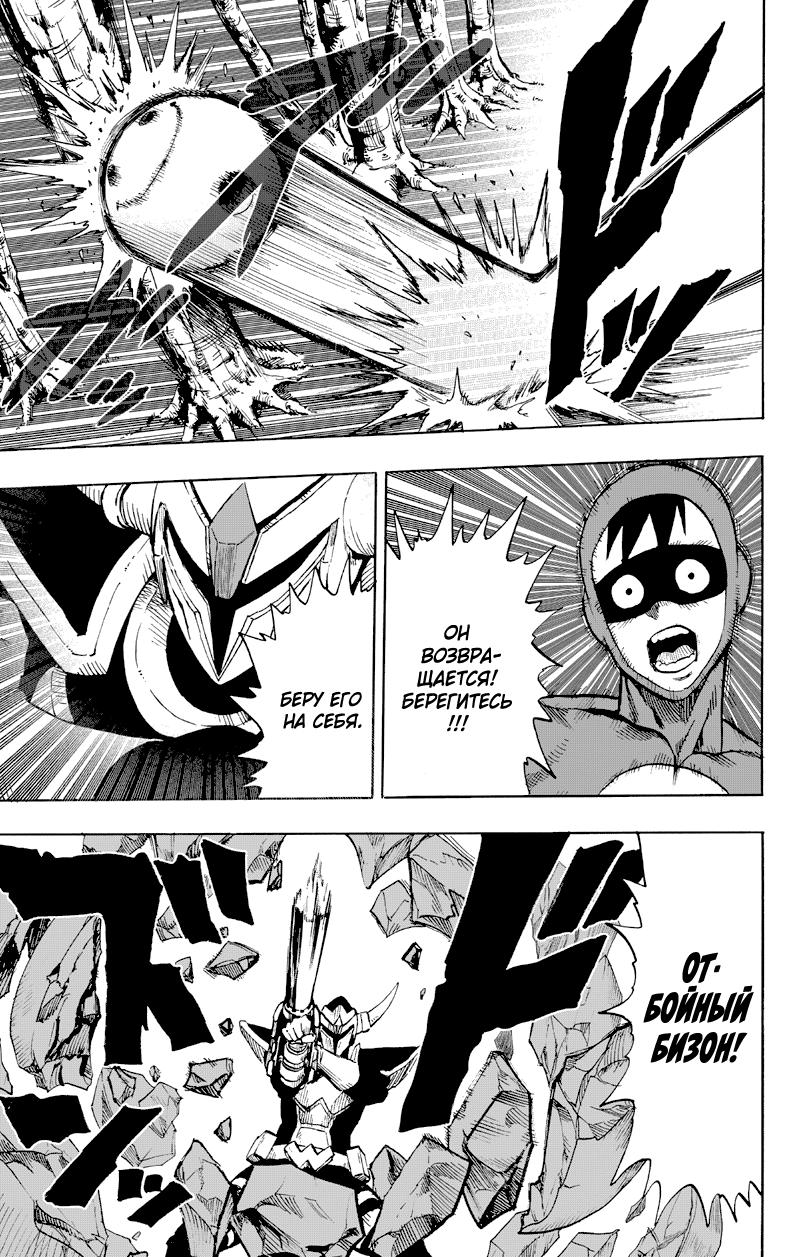 ОН
ВОЗВРА-
ЩАЕТСЯ!
БЕРЕГИТЕСЬ
!!!
БЕРУ ЕГО
НА СЕБЯ.
ОТ-
БОЙНЫЙ
БИЗОН!